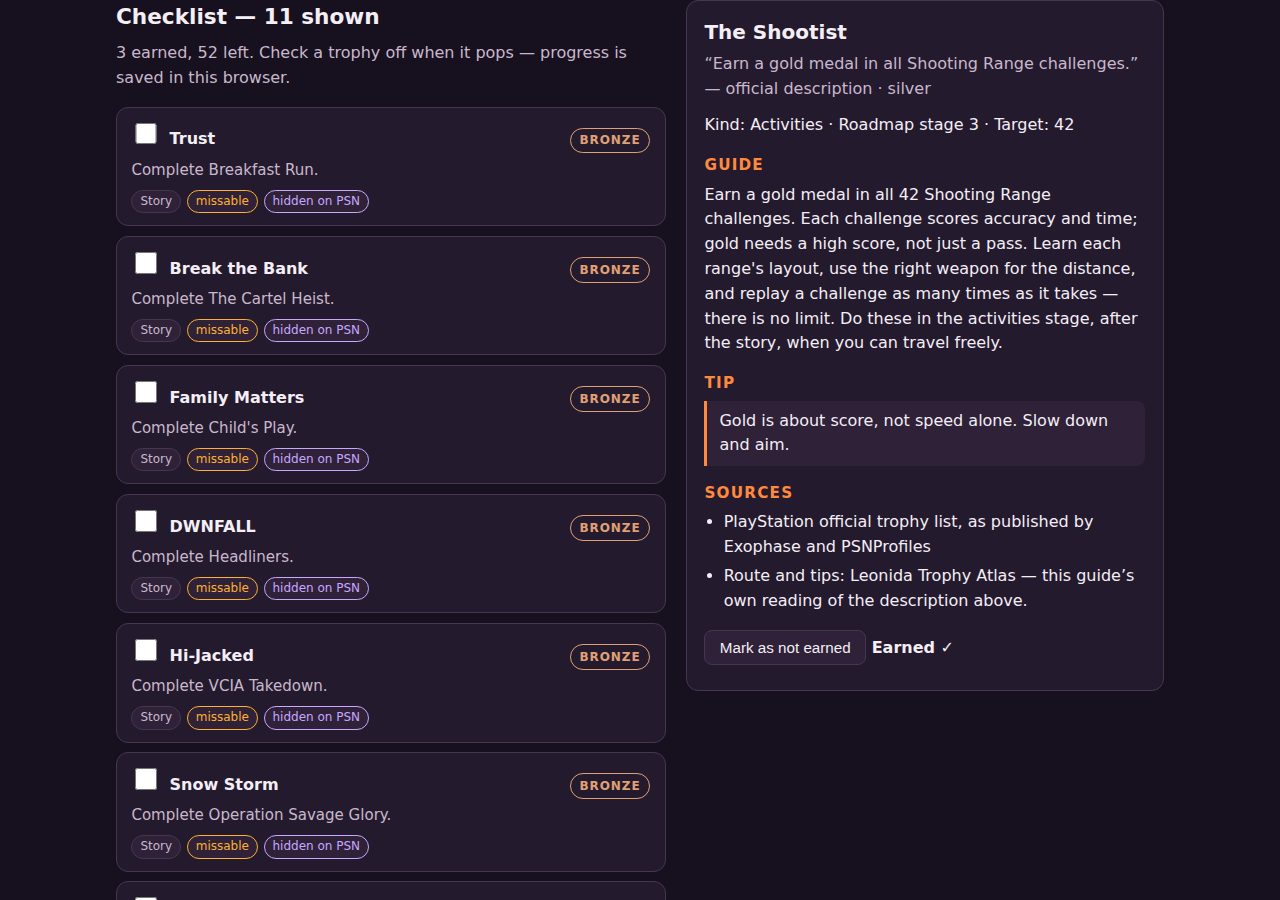 Checklist — 11 shown
3 earned, 52 left. Check a trophy off when it pops — progress is
saved in this browser.
Trust
BRONZE
Complete Breakfast Run.
Story
missable
hidden on PSN
Break the Bank
BRONZE
Complete The Cartel Heist.
Story
missable
hidden on PSN
Family Matters
BRONZE
Complete Child's Play.
Story
missable
hidden on PSN
DWNFALL
BRONZE
Complete Headliners.
Story
missable
hidden on PSN
Hi-Jacked
BRONZE
Complete VCIA Takedown.
Story
missable
hidden on PSN
Snow Storm
BRONZE
Complete Operation Savage Glory.
Story
missable
hidden on PSN
The Shootist
“Earn a gold medal in all Shooting Range challenges.”
— official description · silver
Kind: Activities · Roadmap stage 3 · Target: 42
GUIDE
Earn a gold medal in all 42 Shooting Range
challenges. Each challenge scores accuracy and time;
gold needs a high score, not just a pass. Learn each
range's layout, use the right weapon for the distance,
and replay a challenge as many times as it takes —
there is no limit. Do these in the activities stage, after
the story, when you can travel freely.
TIP
Gold is about score, not speed alone. Slow down
and aim.
SOURCES
• PlayStation official trophy list, as published by
Exophase and PSNProfiles
• Route and tips: Leonida Trophy Atlas — this guide’s
own reading of the description above.
Mark as not earned
Earned ✓